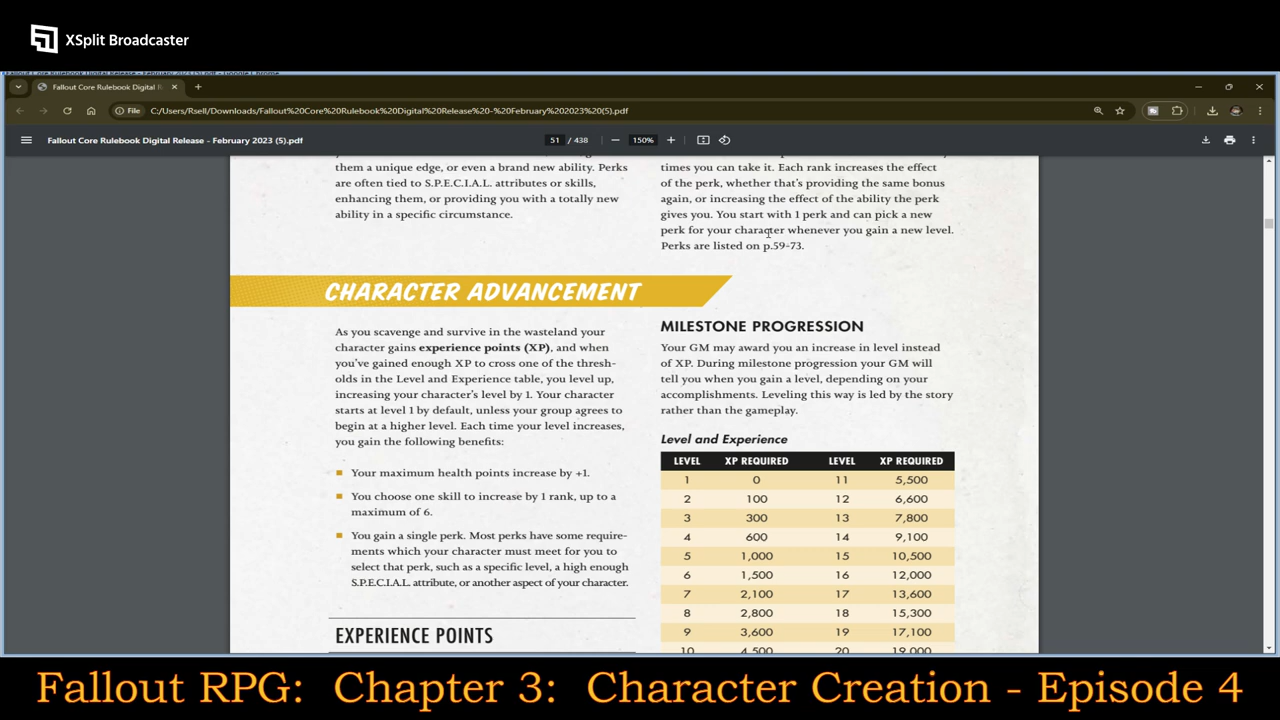 XSplit Broadcaster
Fallout Core Rulebook Digital R
C:/Users/Rsell/Downloads/Fallout%20Core%20Rulebook%20Digital%20Release%20-%20February%202023%20(5).pdf
File
Fallout Core Rulebook Digital Release - February 2023 (5).pdf
51 / 438
150%
them a unique edge, or even a brand new ability. Perks
are often tied to S.P.E.C.I.A.L. attributes or skills,
enhancing them, or providing you with a totally new
ability in a specific circumstance.
times you can take it. Each rank increases the effect
of the perk, whether that's providing the same bonus
again, or increasing the effect of the ability the perk
gives you. You start with 1 perk and can pick a new
perk for your character whenever you gain a new level.
Perks are listed on p.59-73.
CHARACTER ADVANCEMENT
As you scavenge and survive in the wasteland your
character gains experience points (XP), and when
you've gained enough XP to cross one of the thresh-
olds in the Level and Experience table, you level up,
increasing your character's level by 1. Your character
starts at level 1 by default, unless your group agrees to
begin at a higher level. Each time your level increases,
you gain the following benefits:
Your maximum health points increase by +1.
You choose one skill to increase by 1 rank, up to a
maximum of 6.
You gain a single perk. Most perks have some require-
ments which your character must meet for you to
select that perk, such as a specific level, a high enough
S.P.E.C.I.A.L. attribute, or another aspect of your character.
EXPERIENCE POINTS
MILESTONE PROGRESSION
Your GM may award you an increase in level instead
of XP. During milestone progression your GM will
tell you when you gain a level, depending on your
accomplishments. Leveling this way is led by the story
rather than the gameplay.
Level and Experience
LEVEL XP REQUIRED LEVEL XP REQUIRED
1 0 11 5,500
2 100 12 6,600
3 300 13 7,800
4 600 14 9,100
5 1,000 15 10,500
6 1,500 16 12,000
7 2,100 17 13,600
8 2,800 18 15,300
9 3,600 19 17,100
10 4,500 20 19,000
Fallout RPG: Chapter 3: Character Creation - Episode 4